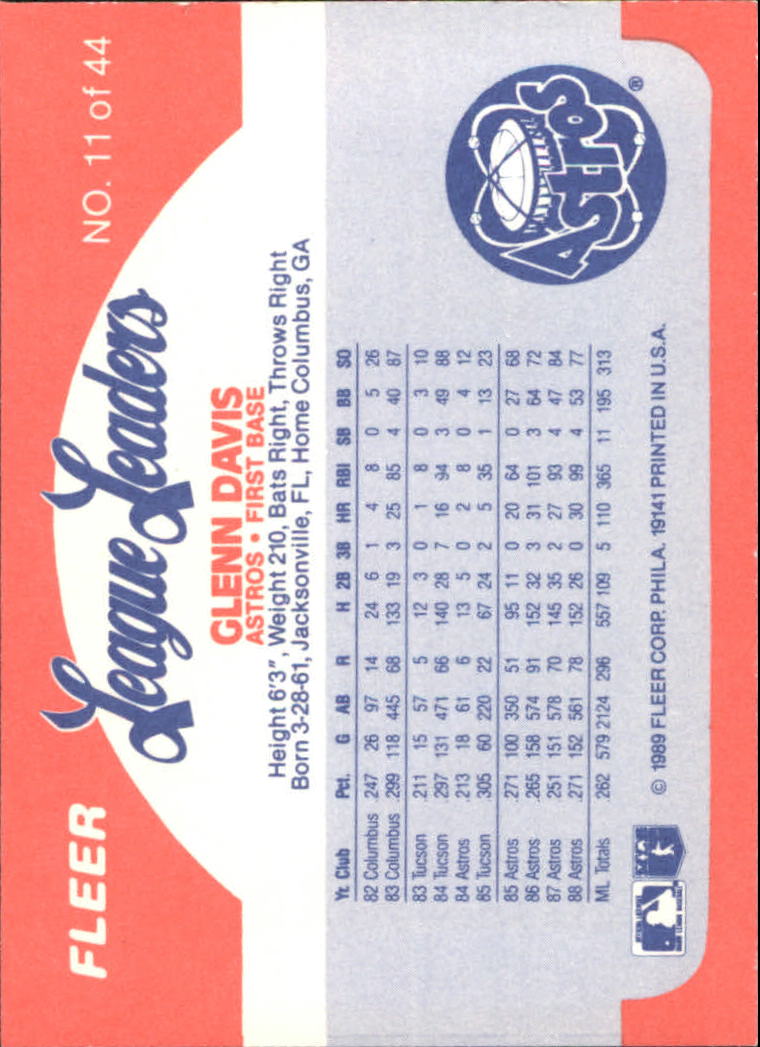 FLEER
League Leaders
NO. 11 of 44
GLENN DAVIS
ASTROS • FIRST BASE
Height 6'3", Weight 210, Bats Right, Throws Right
Born 3-28-61, Jacksonville, FL, Home Columbus, GA
Yr. Club Pct. G AB R H 2B 3B HR RBI SB BB SO
82 Columbus .247 26 97 14 24 6 1 4 8 0 5 26
83 Columbus .299 118 445 68 133 19 3 25 85 4 40 87
83 Tucson .211 15 57 5 12 3 0 1 8 0 3 10
84 Tucson .297 131 471 66 140 28 7 16 94 3 49 88
84 Astros .213 18 61 6 13 5 0 2 8 0 4 12
85 Tucson .305 60 220 22 67 24 2 5 35 1 13 23
85 Astros .271 100 350 51 95 11 0 20 64 0 27 68
86 Astros .265 158 574 91 152 32 3 31 101 3 64 72
87 Astros .251 151 578 70 145 35 2 27 93 4 47 84
88 Astros .271 152 561 78 152 26 0 30 99 4 53 77
ML Totals .262 579 2124 296 557 109 5 110 365 11 195 313
Astros
®
© 1989 FLEER CORP. PHILA. 19141 PRINTED IN U.S.A.